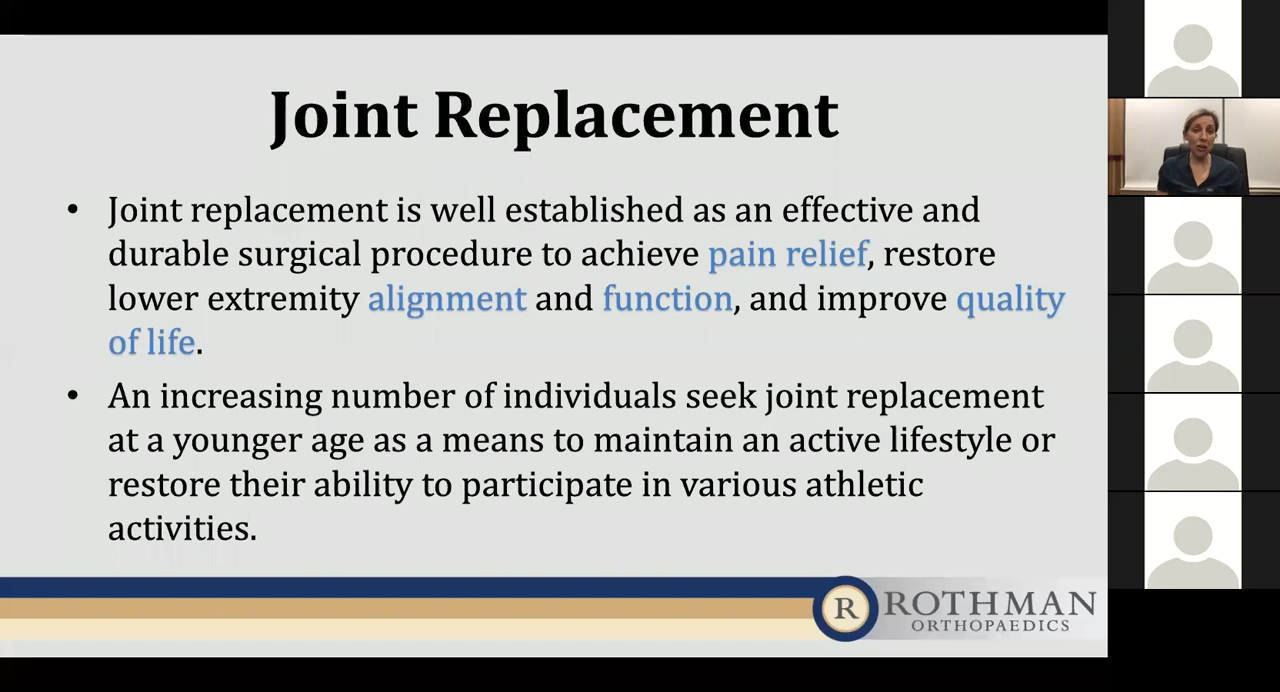 Joint Replacement
• Joint replacement is well established as an effective and
durable surgical procedure to achieve pain relief, restore
lower extremity alignment and function, and improve quality
of life.
• An increasing number of individuals seek joint replacement
at a younger age as a means to maintain an active lifestyle or
restore their ability to participate in various athletic
activities.
R ROTHMAN
ORTHOPAEDICS